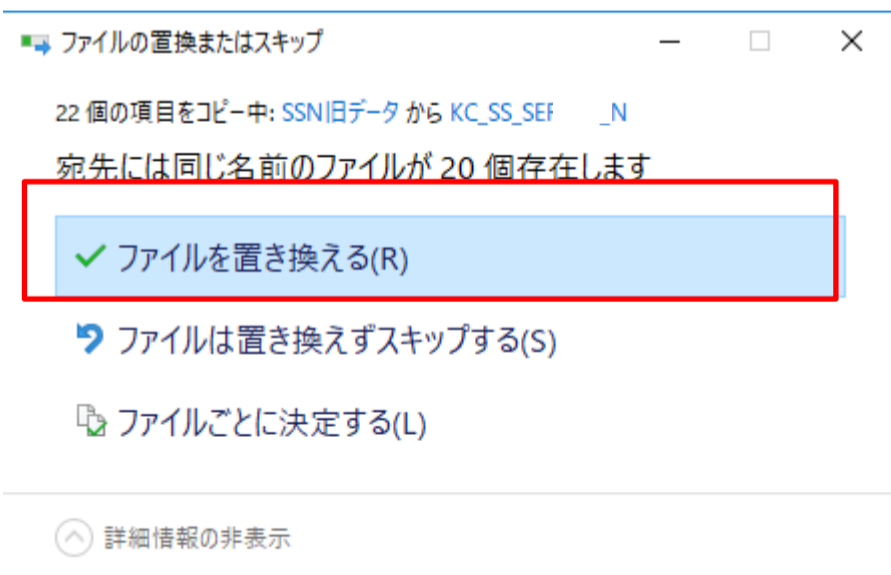 ファイルの置換またはスキップ
22 個の項目をコピー中: SSN旧データ から KC_SS_SEF _N
宛先には同じ名前のファイルが 20 個存在します
ファイルを置き換える(R)
ファイルは置き換えずスキップする(S)
ファイルごとに決定する(L)
詳細情報の非表示